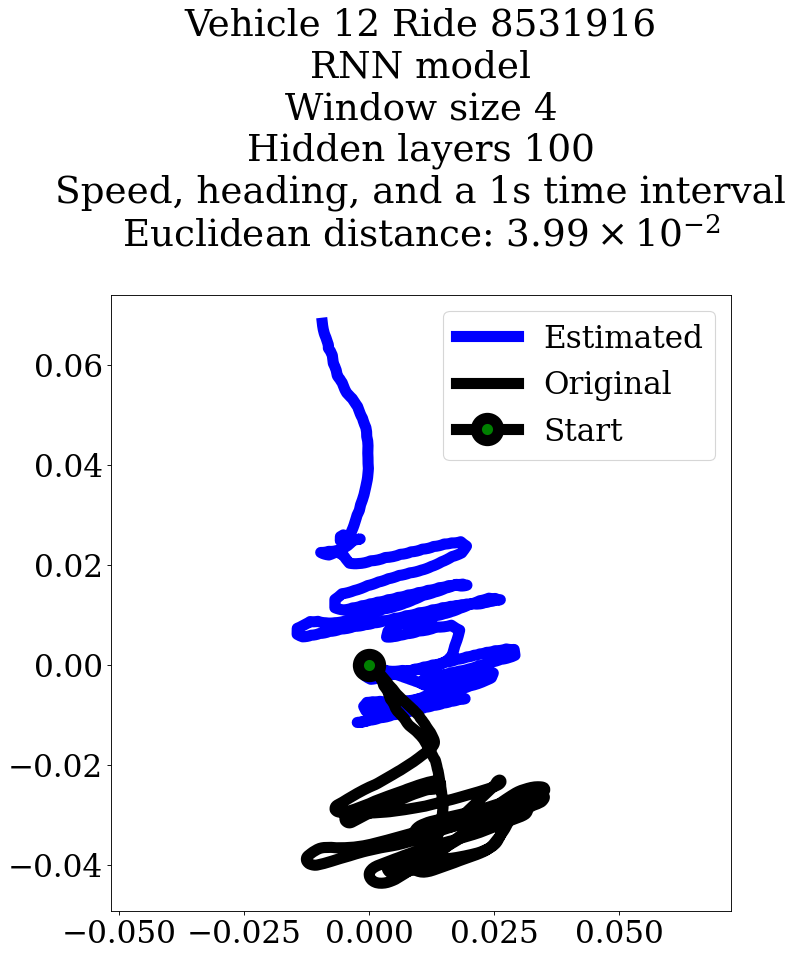 Vehicle 12 Ride 8531916
RNN model
Window size 4
Hidden layers 100
Speed, heading, and a 1s time interval
Euclidean distance: 3.99 × 10⁻²
Estimated
Original
Start
0.06
0.04
0.02
0.00
−0.02
−0.04
−0.050 −0.025 0.000 0.025 0.050